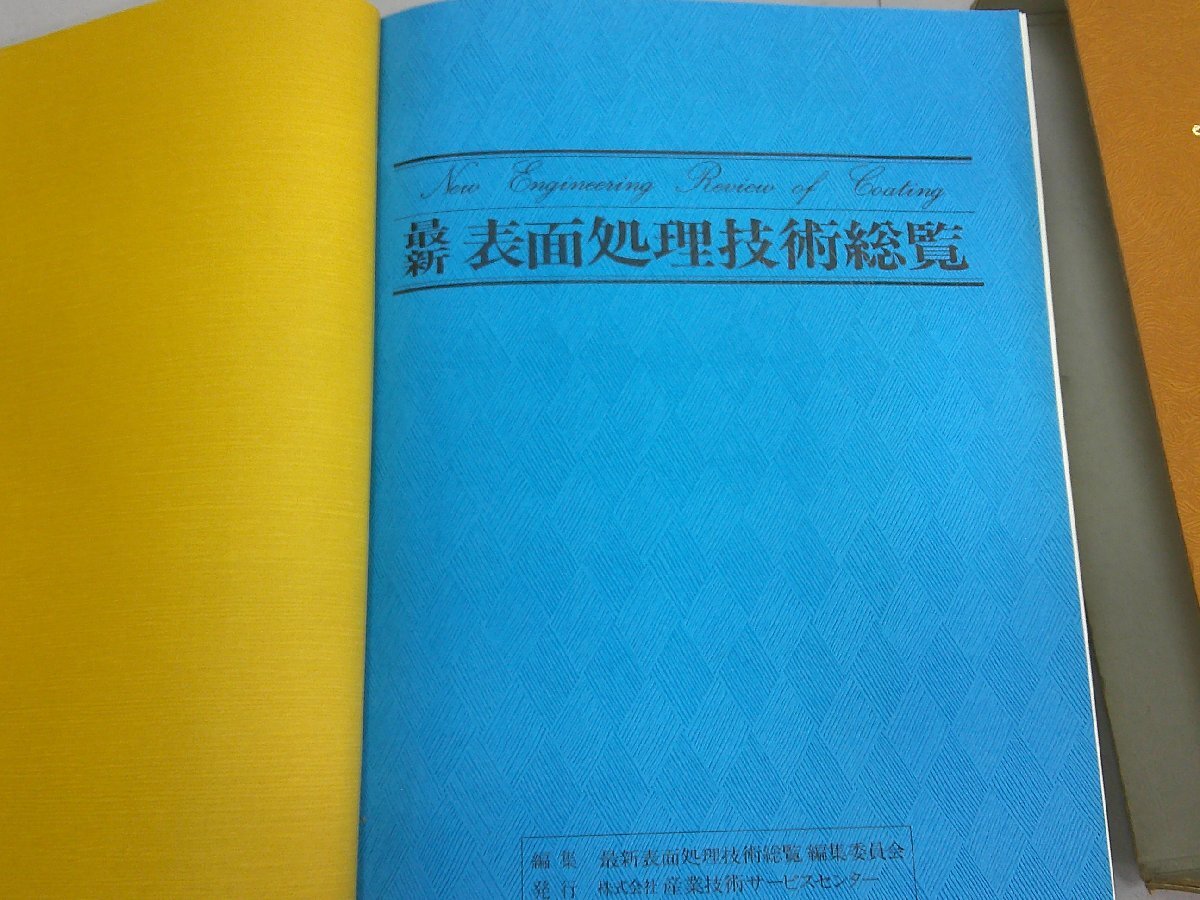 New Engineering Review of Coating
最新 表面処理技術総覧
編集 最新表面処理技術総覧 編集委員会
発行 株式会社 産業技術サービスセンター